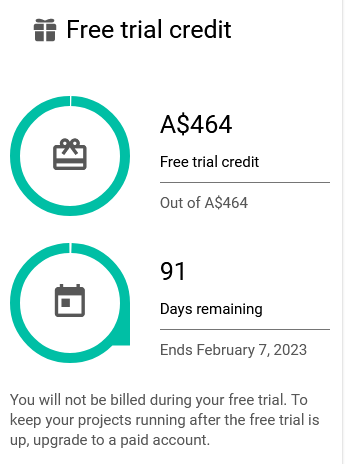 Free trial credit
A$464
Free trial credit
Out of A$464
91
Days remaining
Ends February 7, 2023
You will not be billed during your free trial. To
keep your projects running after the free trial is
up, upgrade to a paid account.